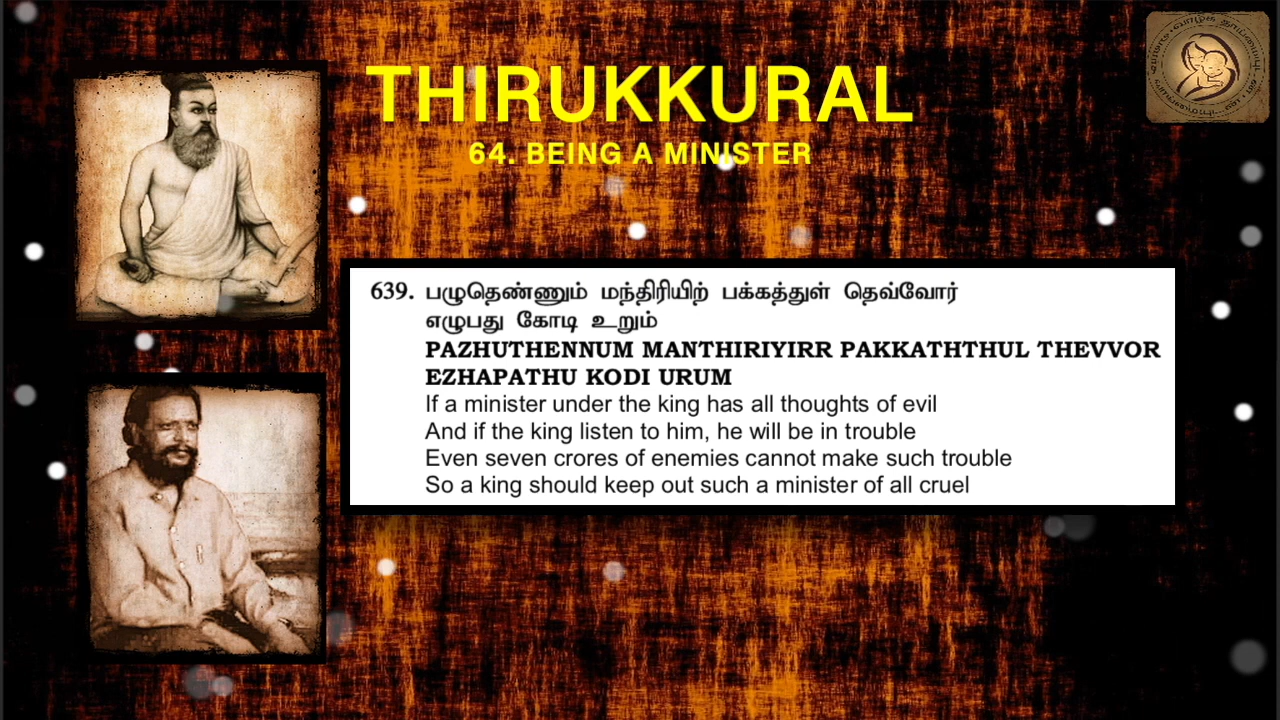 THIRUKKURAL
64. BEING A MINISTER
639. பழுதெண்ணும் மந்திரியிற் பக்கத்துள் தெவ்வோர்
எழுபது கோடி உறும்
PAZHUTHENNUM MANTHIRIYIRR PAKKAATHTHUL THEVVOR
EZHAPATHU KODI URUM
If a minister under the king has all thoughts of evil
And if the king listen to him, he will be in trouble
Even seven crores of enemies cannot make such trouble
So a king should keep out such a minister of all cruel